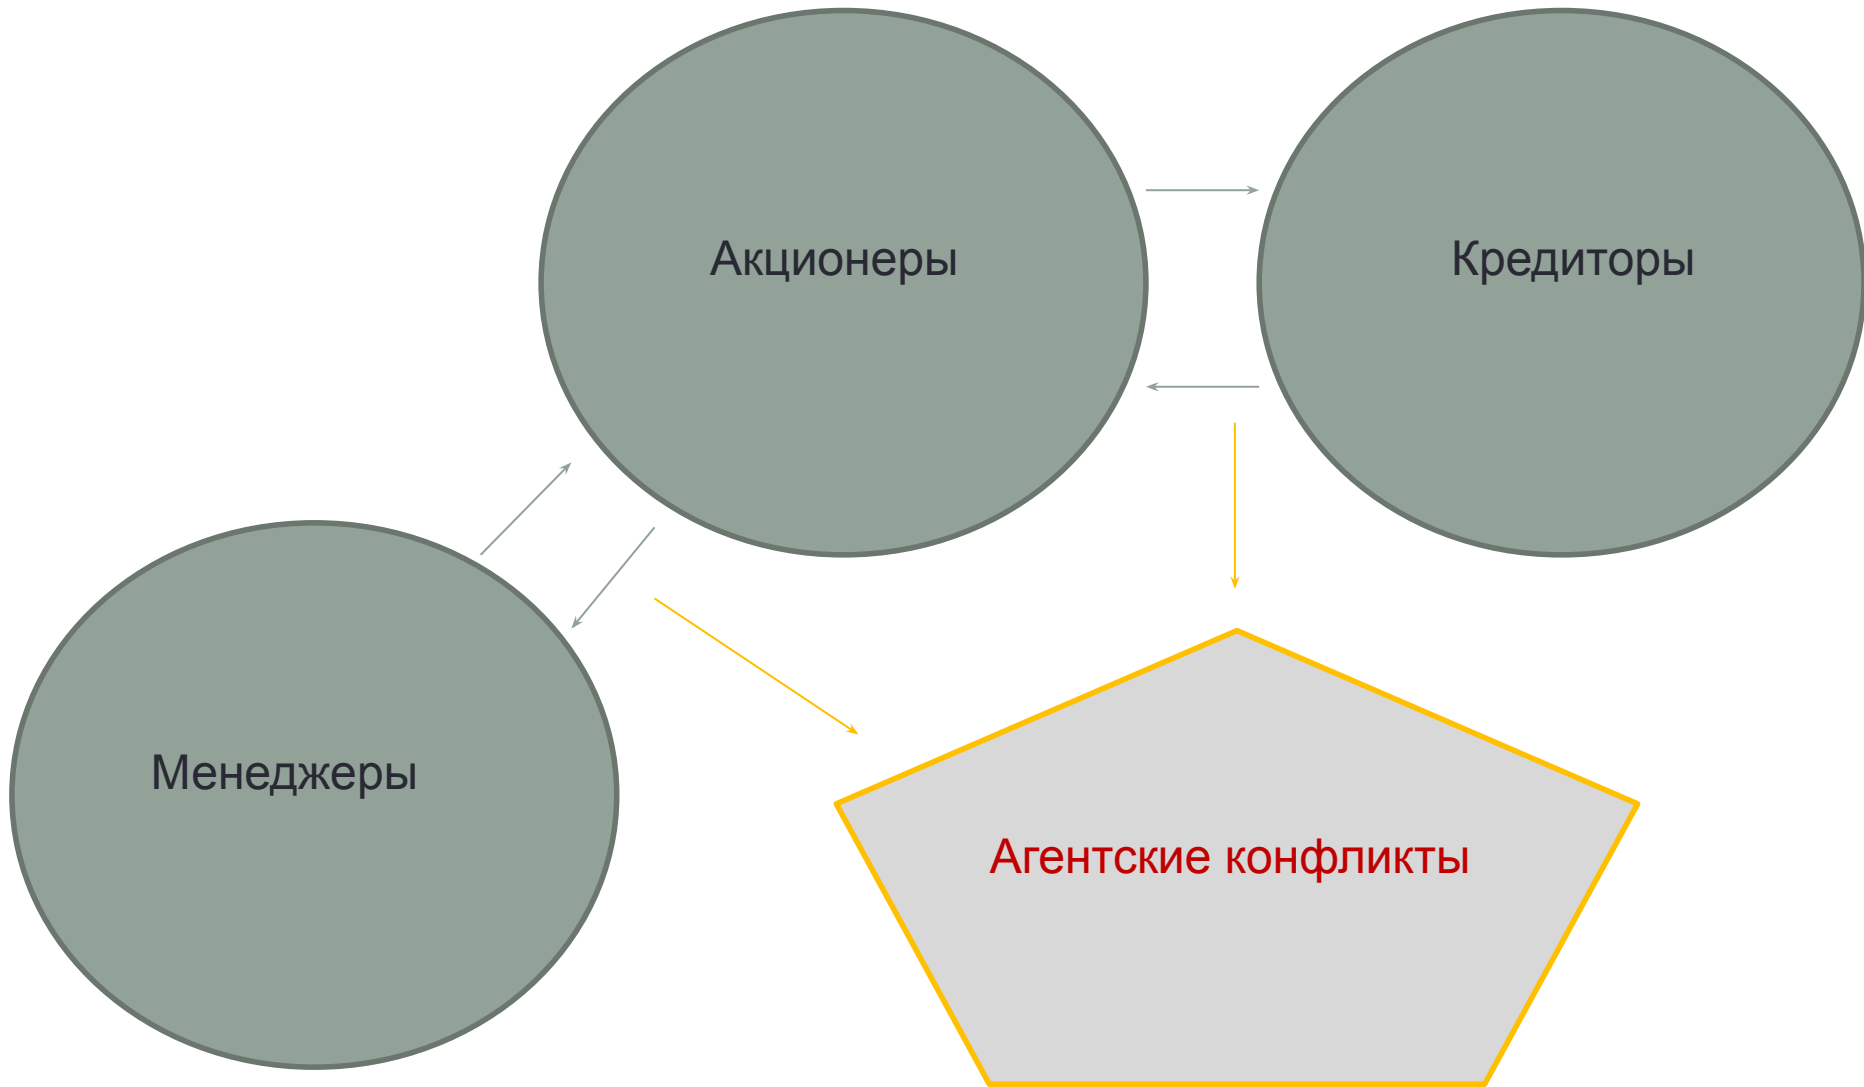 Акционеры
Кредиторы
Менеджеры
Агентские конфликты